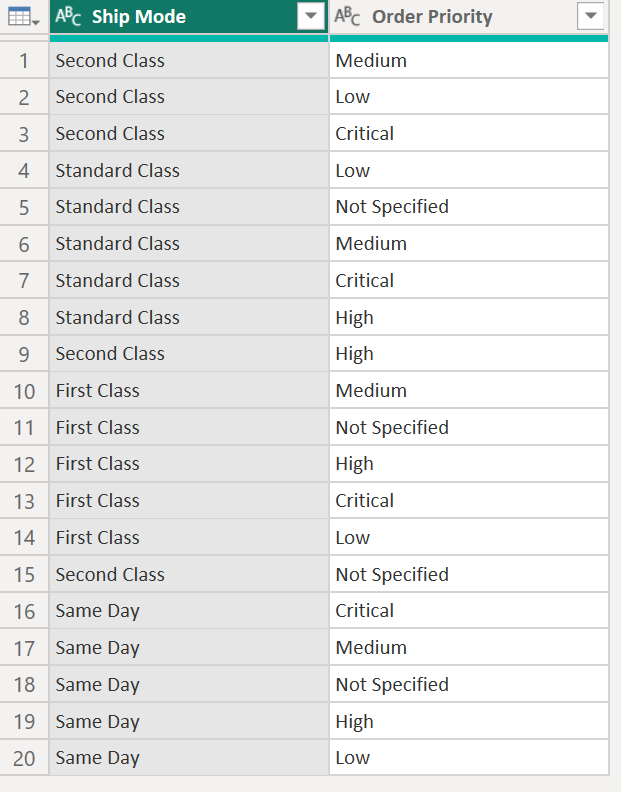 ABC Ship Mode ABC Order Priority
1 Second Class Medium
2 Second Class Low
3 Second Class Critical
4 Standard Class Low
5 Standard Class Not Specified
6 Standard Class Medium
7 Standard Class Critical
8 Standard Class High
9 Second Class High
10 First Class Medium
11 First Class Not Specified
12 First Class High
13 First Class Critical
14 First Class Low
15 Second Class Not Specified
16 Same Day Critical
17 Same Day Medium
18 Same Day Not Specified
19 Same Day High
20 Same Day Low